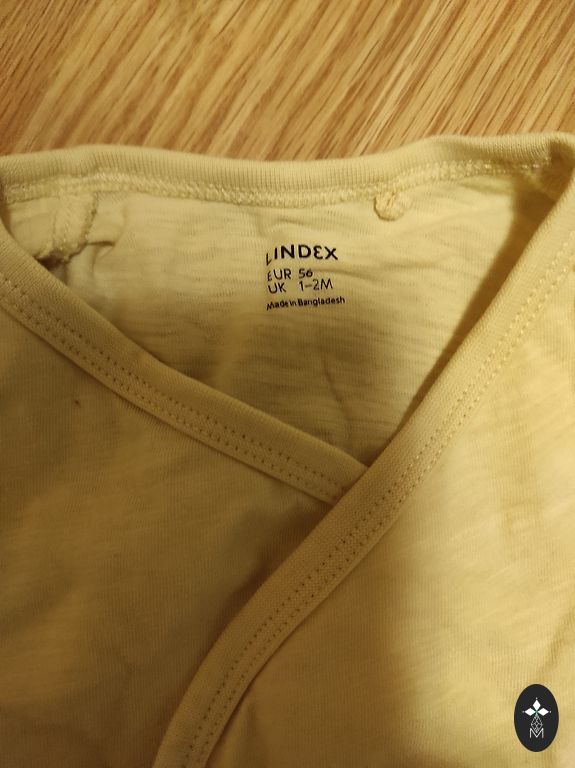 LINDEX
EUR 56
UK 1-2M
Made in Bangladesh
M